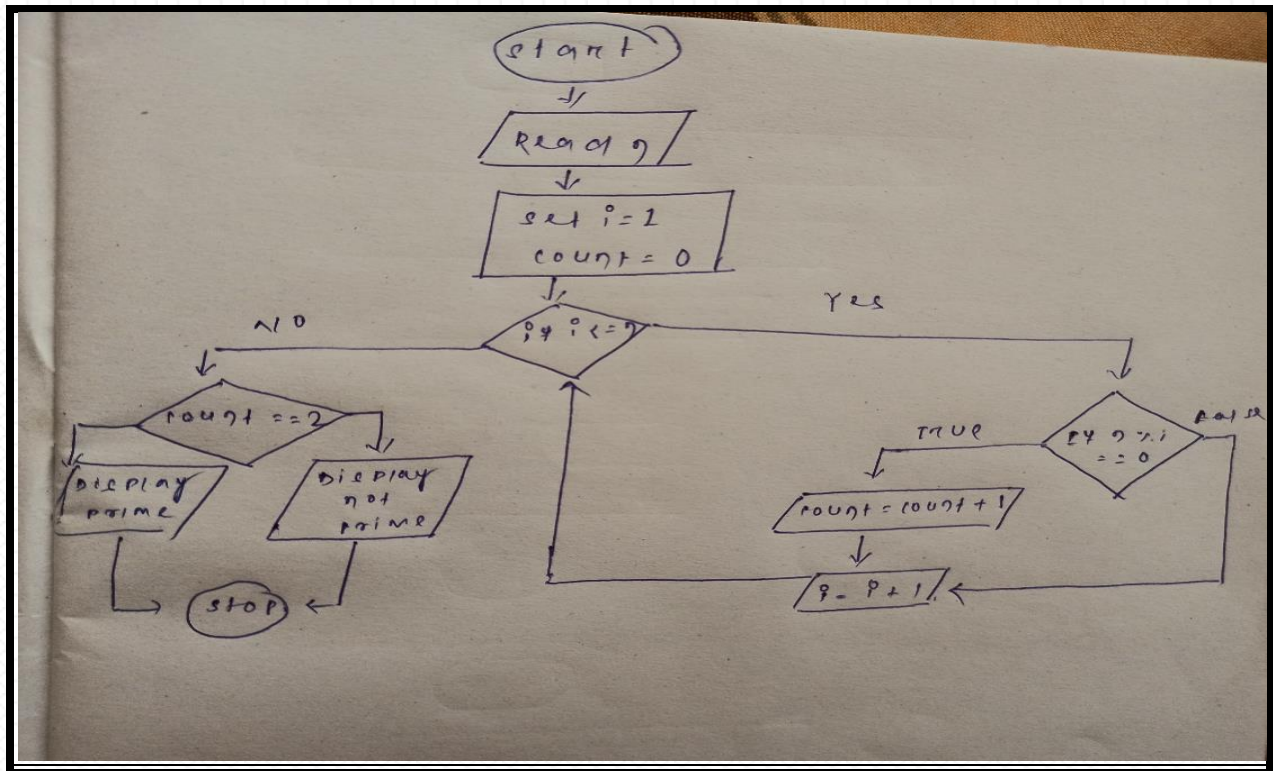 start
Read n
set i=1
count = 0
if i<=n
Yes
NO
count ==2
Display
prime
Display
not
prime
stop
If n%i
==0
True
False
count = count + 1
i = i + 1